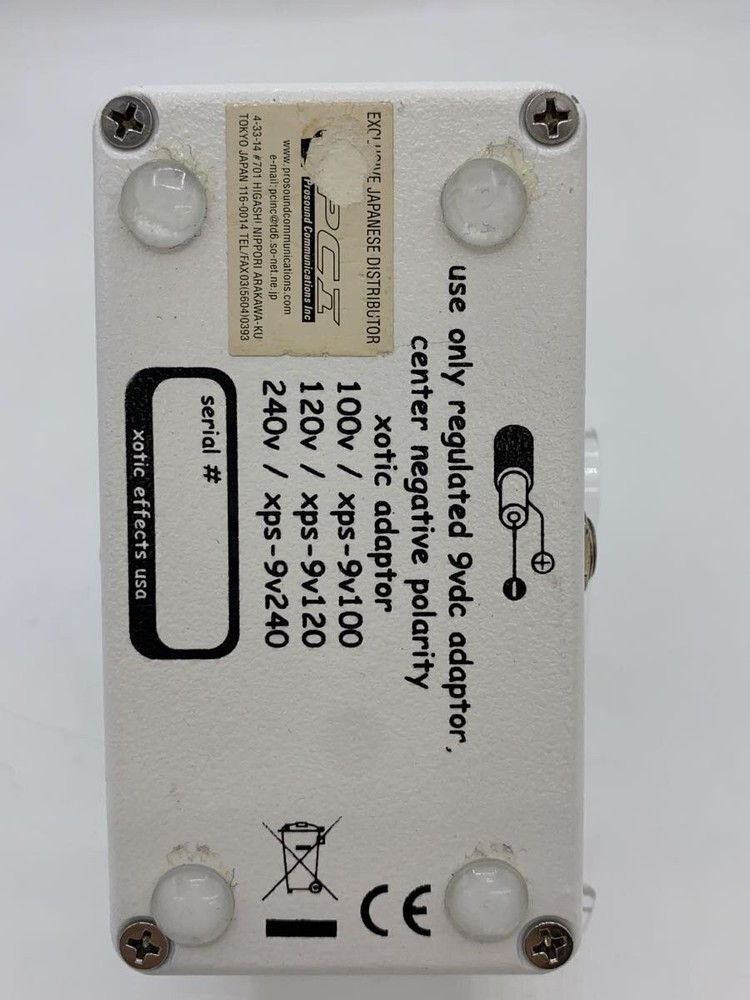 use only regulated 9vdc adaptor,
center negative polarity
xotic adaptor
100v / xps-9v100
120v / xps-9v120
240v / xps-9v240
serial #
xotic effects usa
JAPANESE DISTRIBUTOR
PCI
Prosound Communications Inc
www.prosoundcommunications.com
e-mail:pcinc@td6.so-net.ne.jp
4-33-14 #701 HIGASHI NIPPORI ARAKAWA-KU
TOKYO JAPAN 116-0014 TEL/FAX03(5604)0393
CE